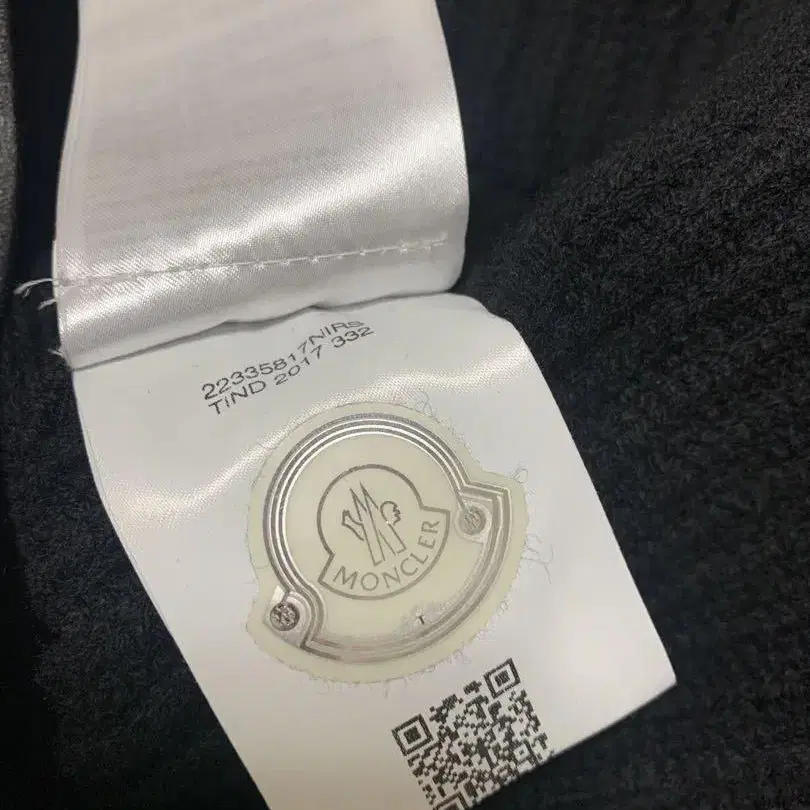 22335817NIRs
TIND 2017 332
MONCLER
T